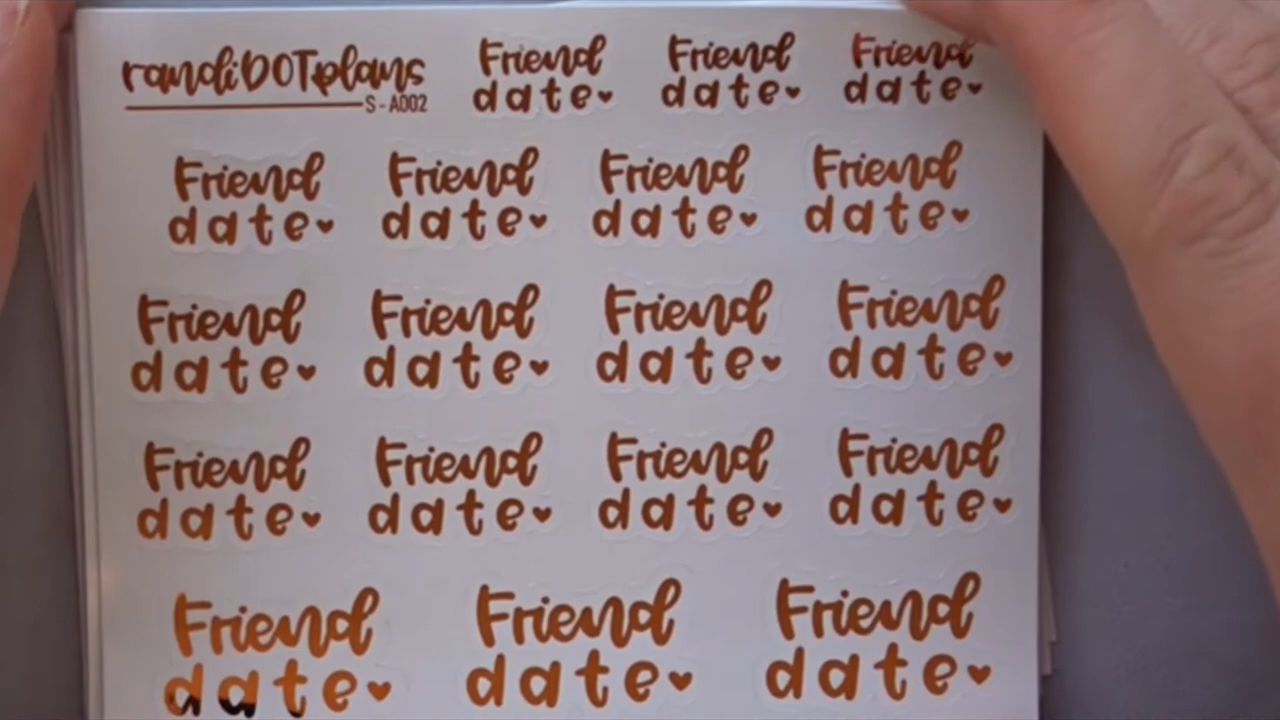 randiDOTplans
S-A002
Friend Friend Friend
date date date
Friend Friend Friend Friend
date date date date
Friend Friend Friend Friend
date date date date
Friend Friend Friend Friend
date date date date
Friend Friend Friend
date date date